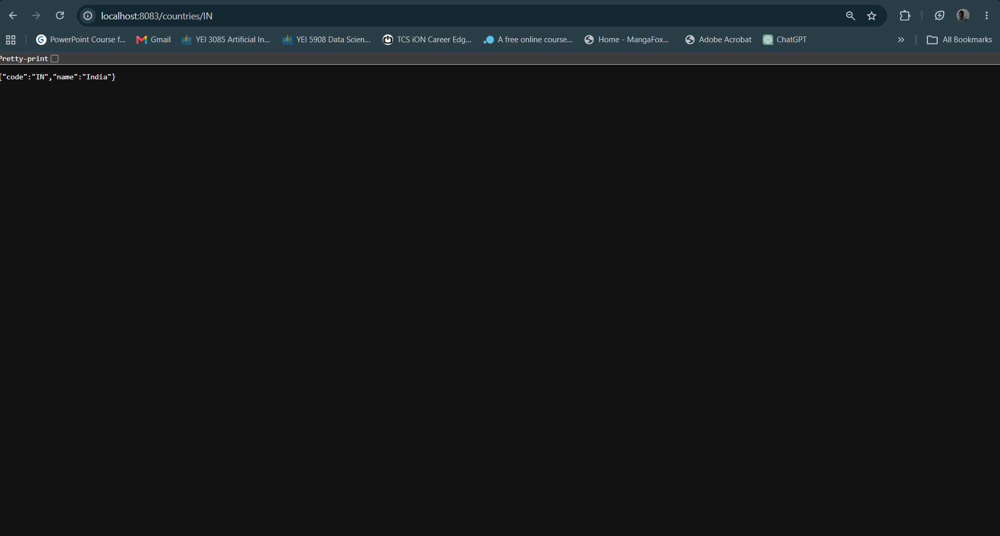 localhost:8083/countries/IN
PowerPoint Course f... Gmail YEI 3085 Artificial In... YEI 5908 Data Scien... TCS iON Career Edg... A free online course... Home - MangaFox... Adobe Acrobat ChatGPT » All Bookmarks
Pretty-print
{"code":"IN","name":"India"}